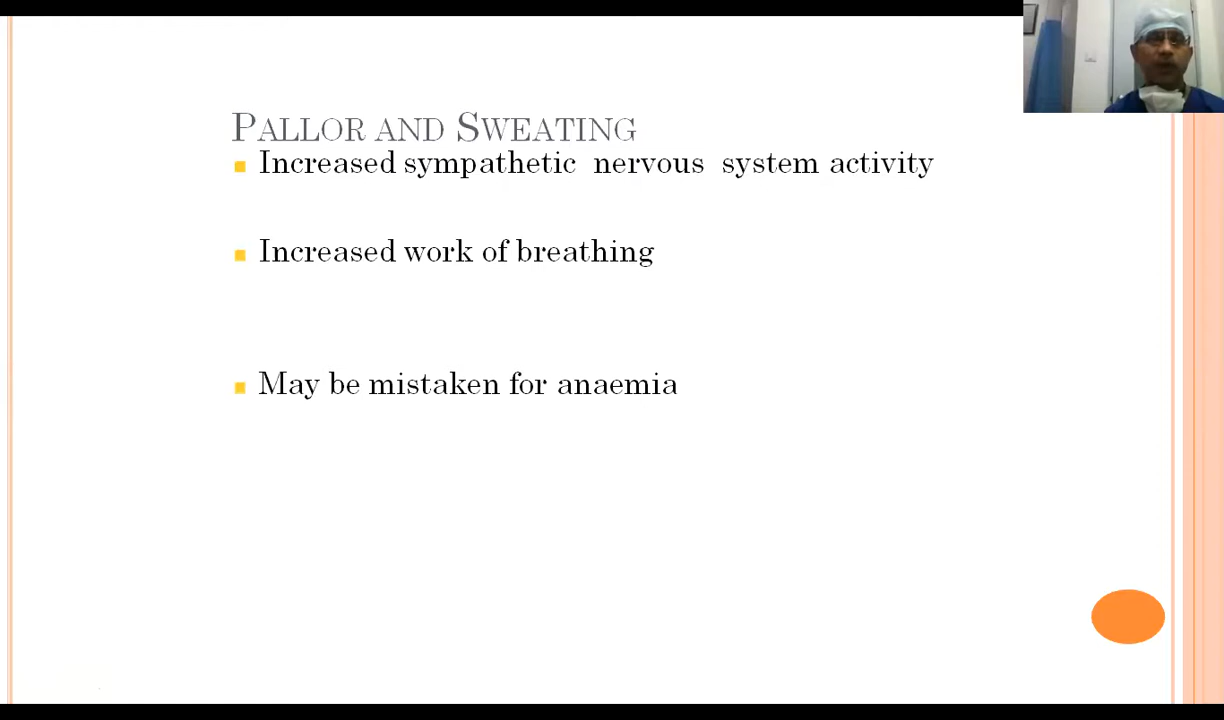 PALLOR AND SWEATING
Increased sympathetic nervous system activity
Increased work of breathing
May be mistaken for anaemia